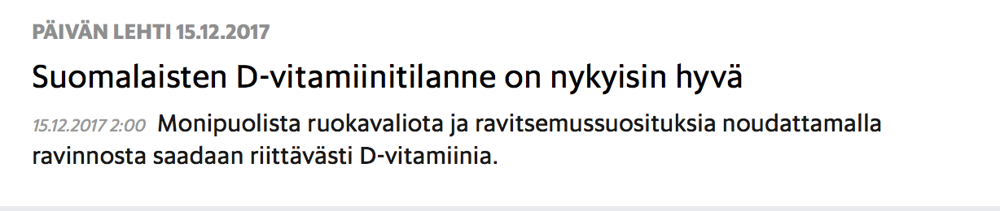 PÄIVÄN LEHTI 15.12.2017
Suomalaisten D-vitamiinitilanne on nykyisin hyvä
15.12.2017 2:00 Monipuolista ruokavaliota ja ravitsemussuosituksia noudattamalla
ravinnosta saadaan riittävästi D-vitamiinia.